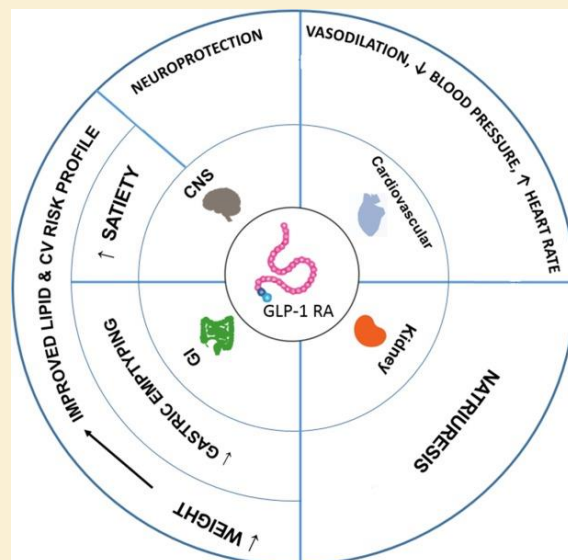 NEUROPROTECTION
VASODILATION, ↓ BLOOD PRESSURE, ↑ HEART RATE
IMPROVED LIPID & CV RISK PROFILE
↑ SATIETY
CNS
Cardiovascular
GLP-1 RA
GI
Kidney
↓ GASTRIC EMPTYPING
NATRIURESIS
↓ WEIGHT